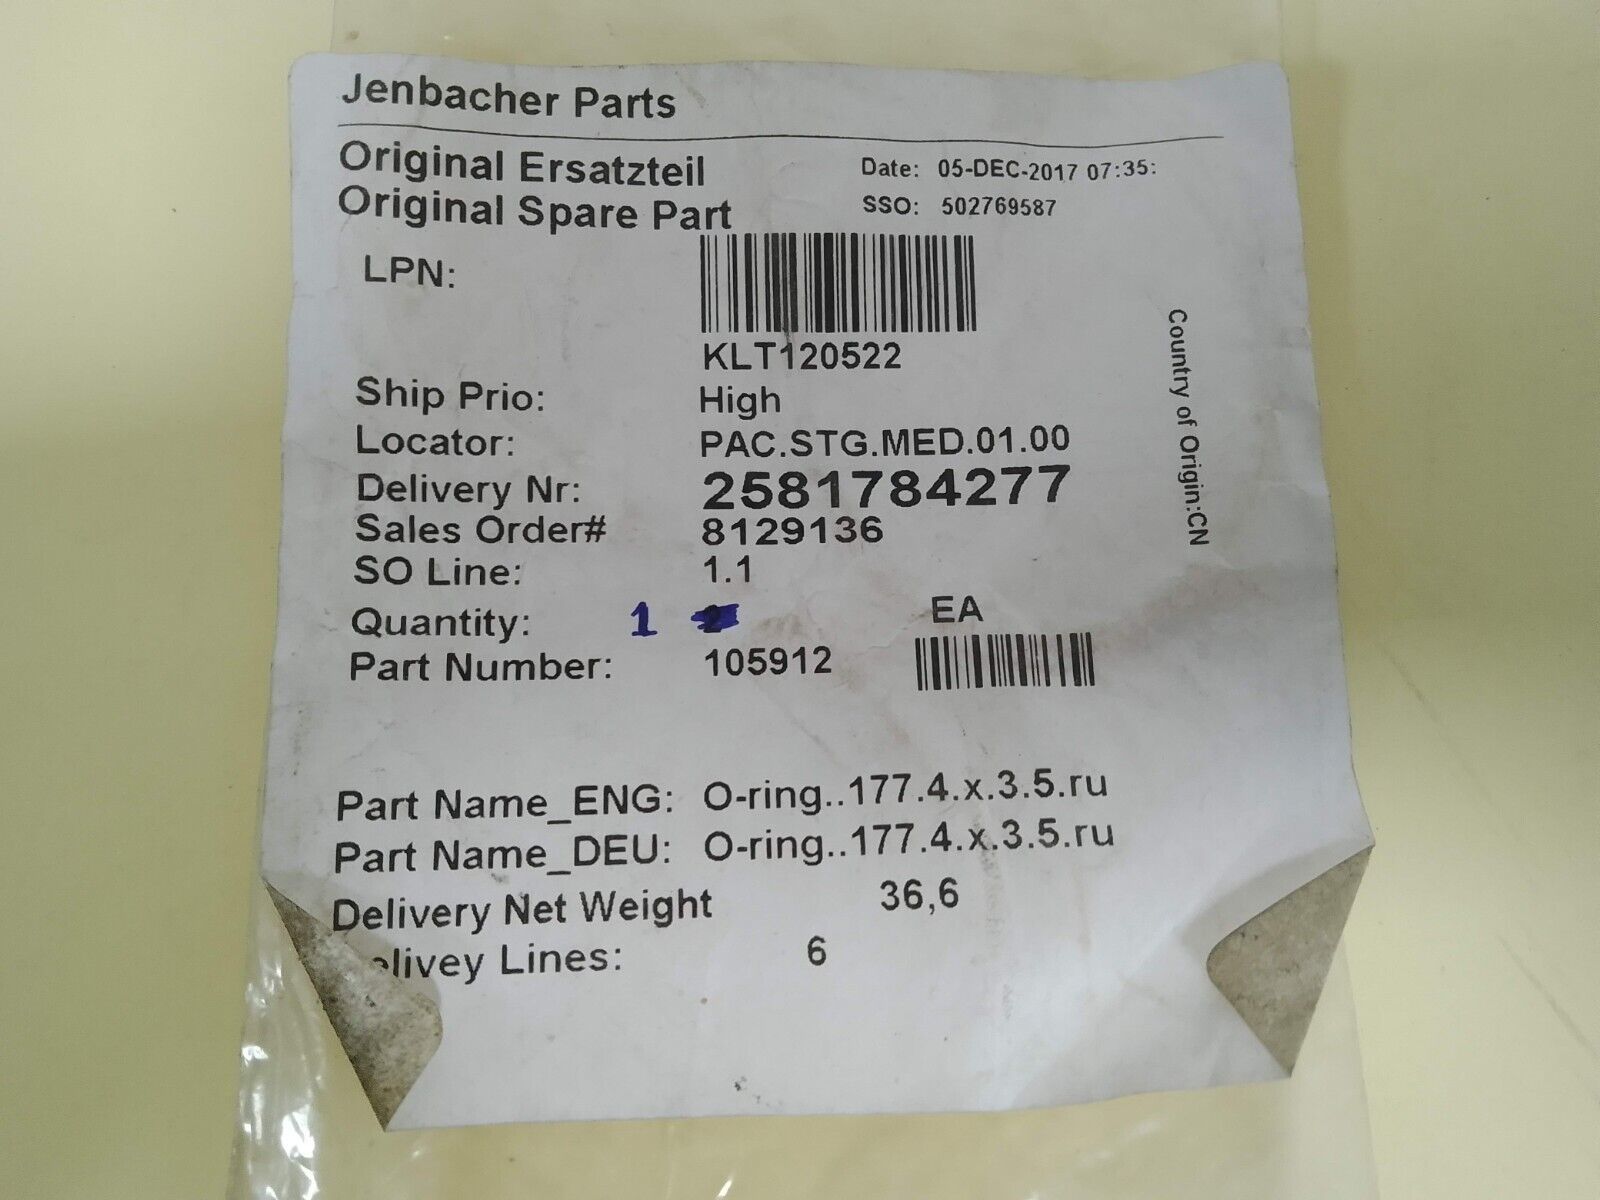 Jenbacher Parts
Original Ersatzteil
Original Spare Part
Date: 05-DEC-2017 07:35:
SSO: 502769587
LPN:
KLT120522
Ship Prio: High
Locator: PAC.STG.MED.01.00
Delivery Nr: 2581784277
Sales Order# 8129136
SO Line: 1.1
Quantity: 1 EA
Part Number: 105912
Country of Origin:CN
Part Name_ENG: O-ring..177.4.x.3.5.ru
Part Name_DEU: O-ring..177.4.x.3.5.ru
Delivery Net Weight 36,6
elivey Lines: 6